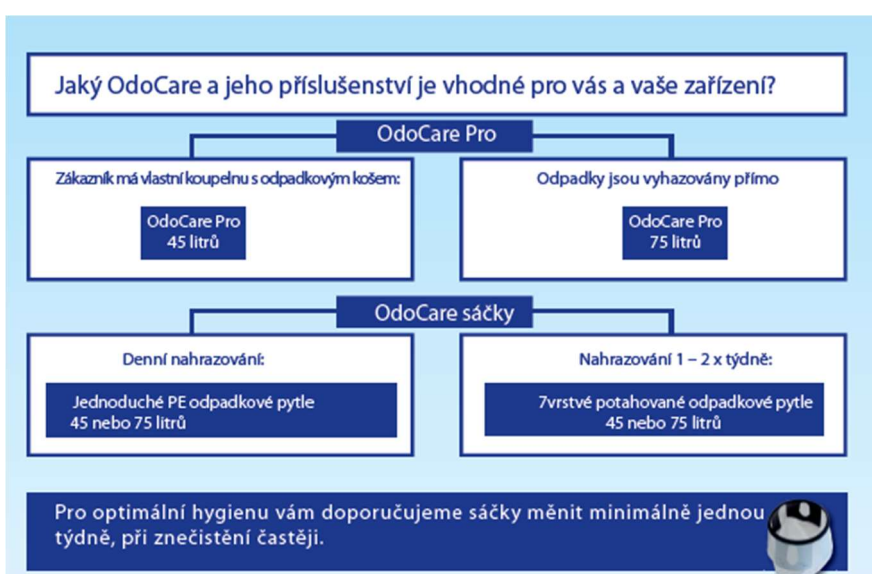 Jaký OdoCare a jeho příslušenství je vhodné pro vás a vaše zařízení?
OdoCare Pro
Zákazník má vlastní koupelnu s odpadkovým košem:
OdoCare Pro
45 litrů
Odpadky jsou vyhazovány přímo
OdoCare Pro
75 litrů
OdoCare sáčky
Denní nahrazování:
Jednoduché PE odpadkové pytle
45 nebo 75 litrů
Nahrazování 1 – 2 x týdně:
7vrstvé potahované odpadkové pytle
45 nebo 75 litrů
Pro optimální hygienu vám doporučujeme sáčky měnit minimálně jednou
týdně, při znečistění častěji.